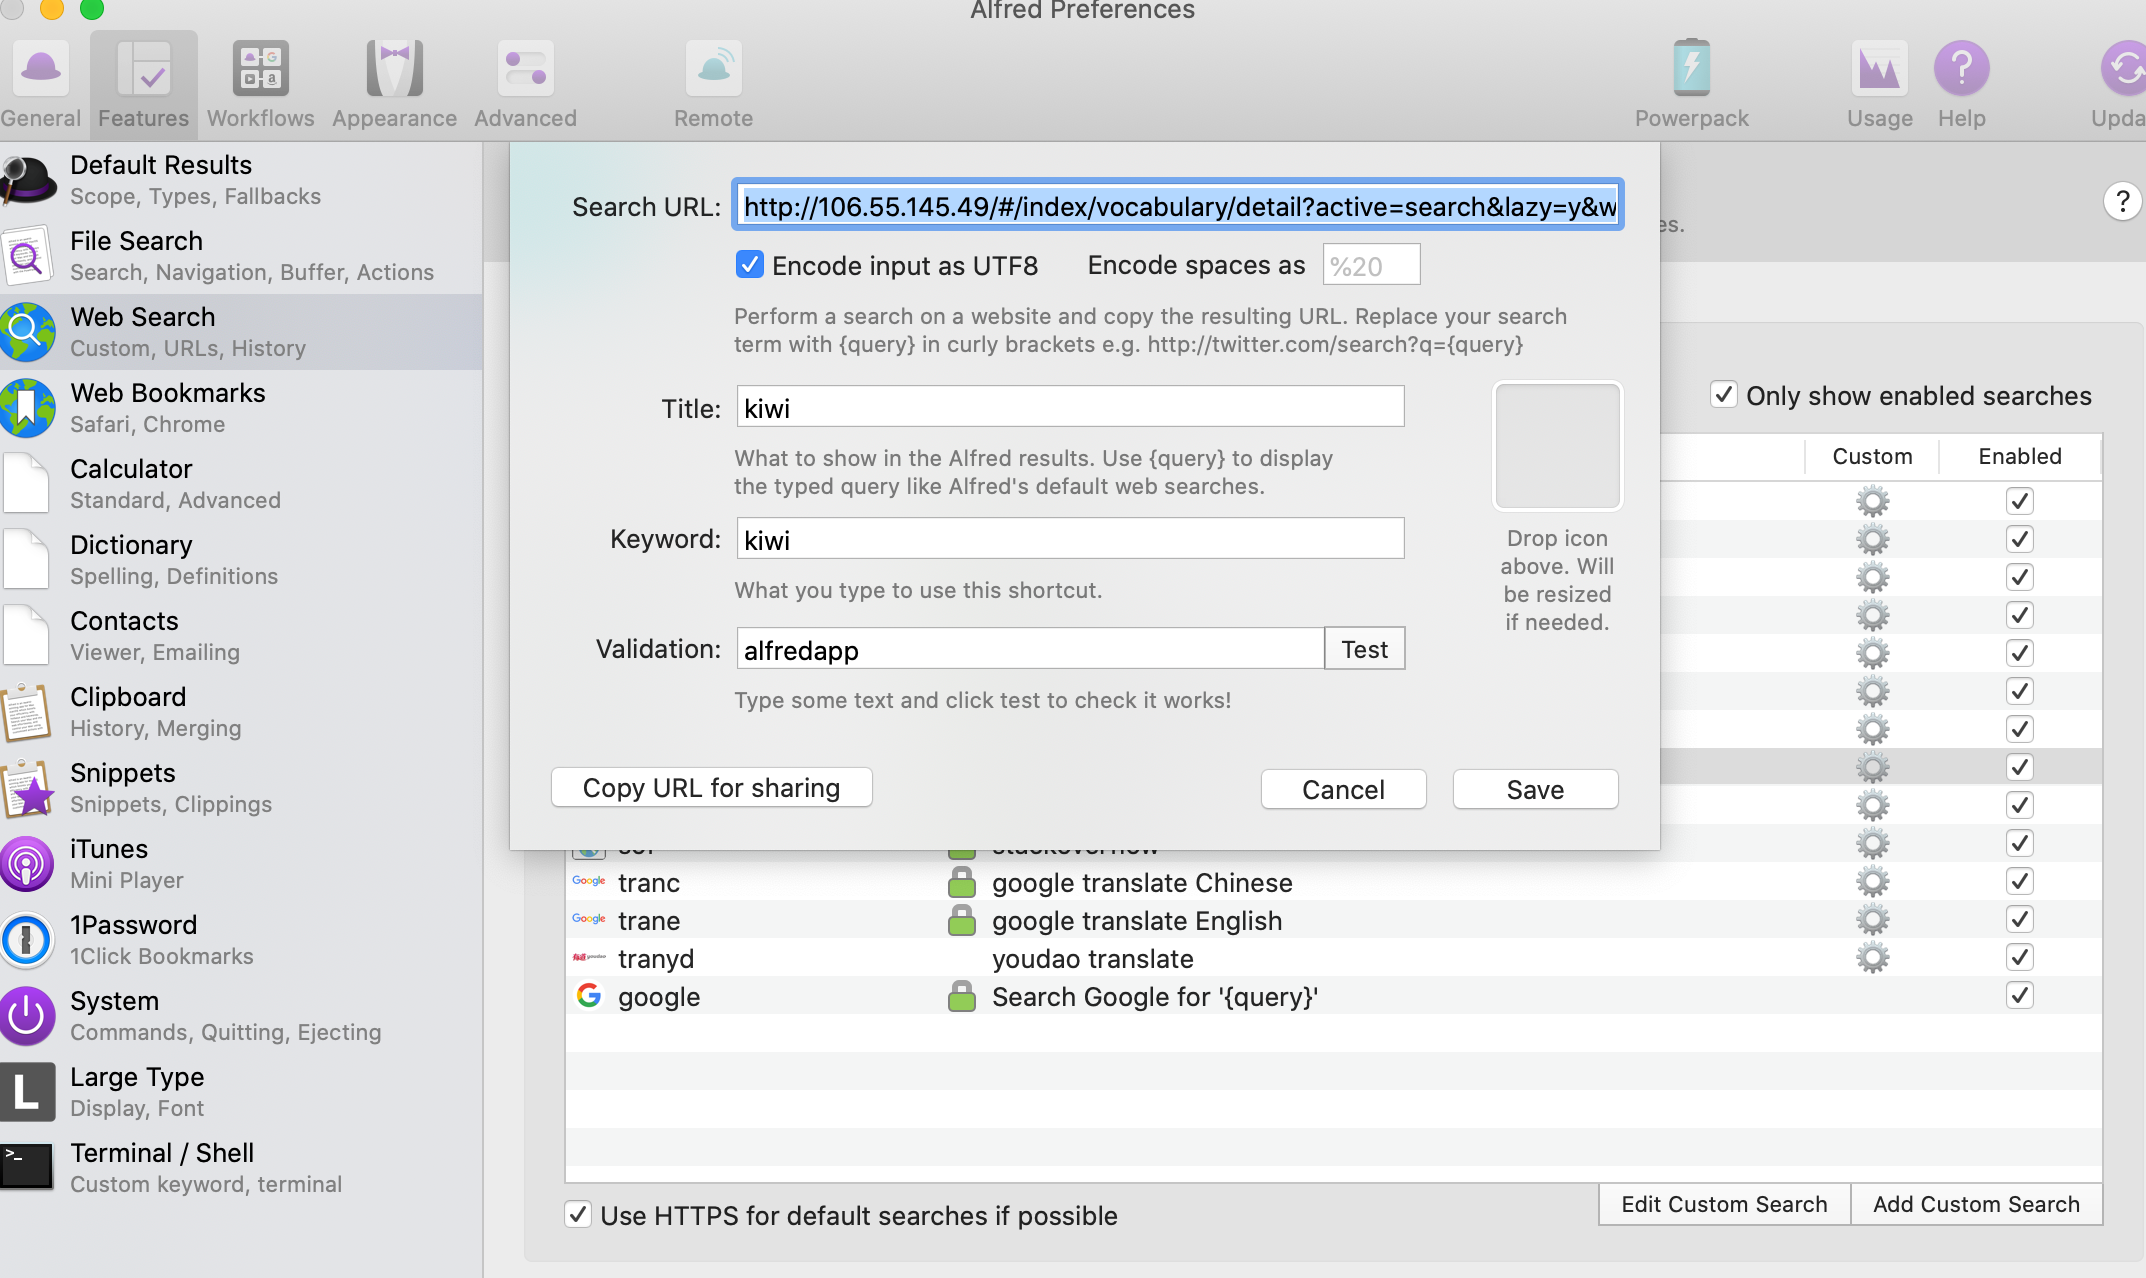 Alfred Preferences
General
Features
Workflows
Appearance
Advanced
Remote
Powerpack
Usage
Help
Upda
Default Results
Scope, Types, Fallbacks
File Search
Search, Navigation, Buffer, Actions
Web Search
Custom, URLs, History
Web Bookmarks
Safari, Chrome
Calculator
Standard, Advanced
Dictionary
Spelling, Definitions
Contacts
Viewer, Emailing
Clipboard
History, Merging
Snippets
Snippets, Clippings
iTunes
Mini Player
1Password
1Click Bookmarks
System
Commands, Quitting, Ejecting
Large Type
Display, Font
Terminal / Shell
Custom keyword, terminal
Search URL: http://106.55.145.49/#/index/vocabulary/detail?active=search&lazy=y&w
Encode input as UTF8 Encode spaces as %20
Perform a search on a website and copy the resulting URL. Replace your search
term with {query} in curly brackets e.g. http://twitter.com/search?q={query}
Title: kiwi
What to show in the Alfred results. Use {query} to display
the typed query like Alfred's default web searches.
Keyword: kiwi
What you type to use this shortcut.
Drop icon
above. Will
be resized
if needed.
Validation: alfredapp Test
Type some text and click test to check it works!
Copy URL for sharing Cancel Save
es.
?
Only show enabled searches
Custom Enabled
Google tranc google translate Chinese
Google trane google translate English
tranyd youdao translate
google Search Google for '{query}'
Use HTTPS for default searches if possible
Edit Custom Search Add Custom Search